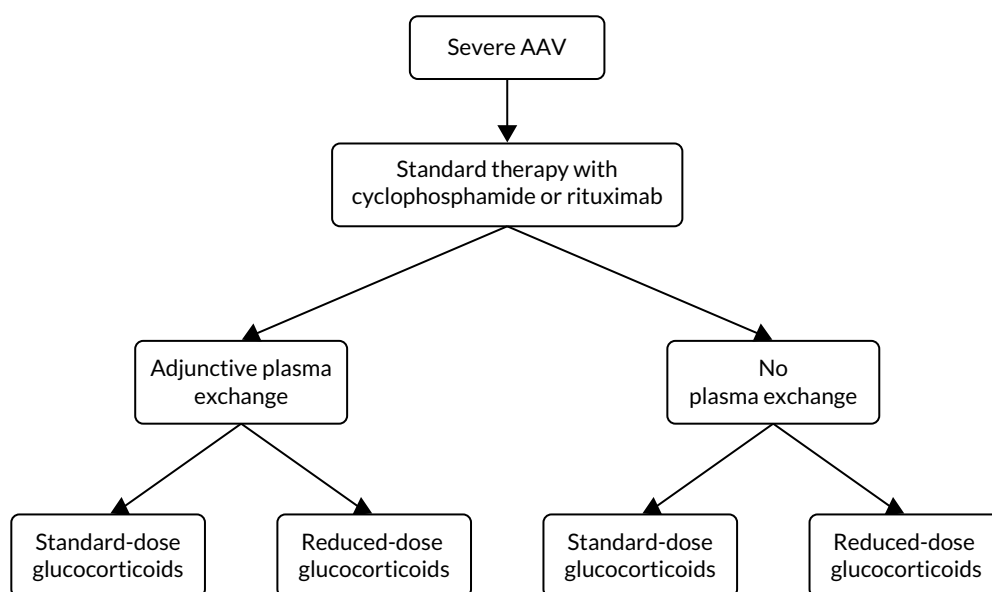 Severe AAV
Standard therapy with
cyclophosphamide or rituximab
Adjunctive plasma
exchange
No
plasma exchange
Standard-dose
glucocorticoids
Reduced-dose
glucocorticoids
Standard-dose
glucocorticoids
Reduced-dose
glucocorticoids